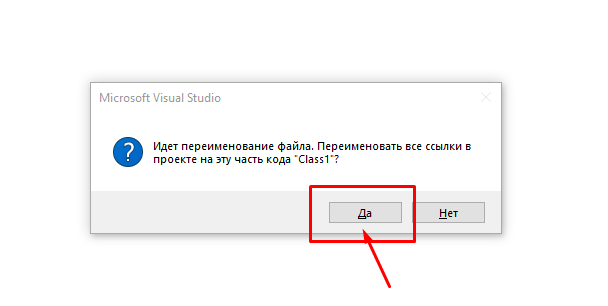 Microsoft Visual Studio
Идет переименование файла. Переименовать все ссылки в
проекте на эту часть кода "Class1"?
Да
Нет